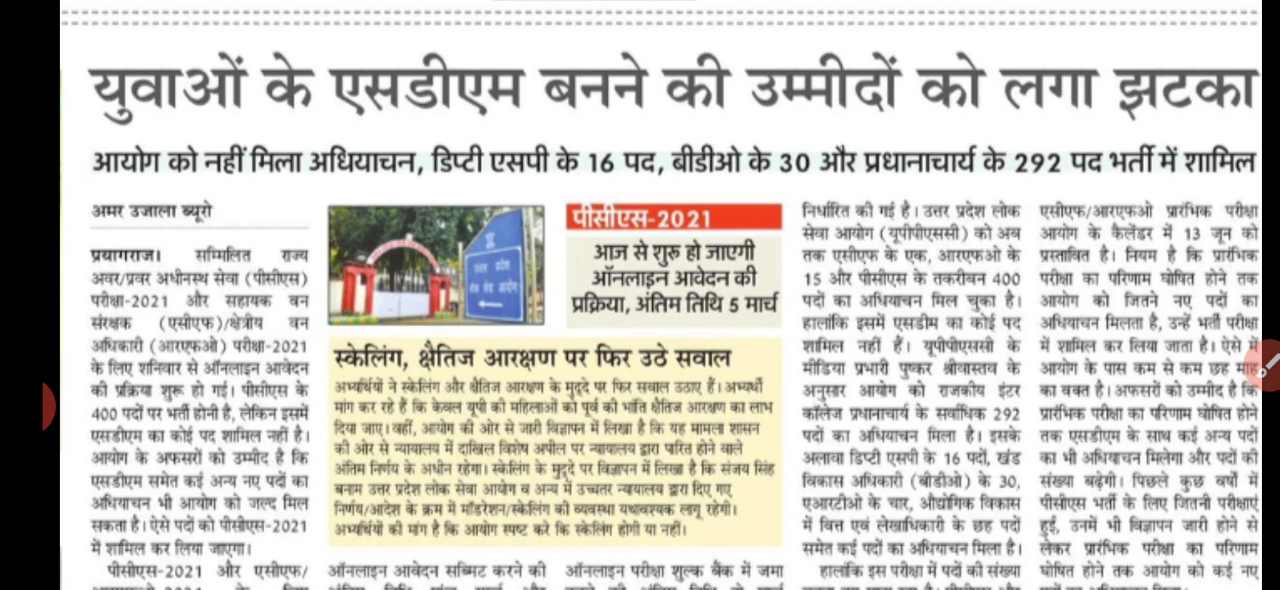 युवाओं के एसडीएम बनने की उम्मीदों को लगा झटका
आयोग को नहीं मिला अधियाचन, डिप्टी एसपी के 16 पद, बीडीओ के 30 और प्रधानाचार्य के 292 पद भर्ती में शामिल
अमर उजाला ब्यूरो
प्रयागराज। सम्मिलित राज्य
अवर/प्रवर अधीनस्थ सेवा (पीसीएस)
परीक्षा-2021 और सहायक वन
संरक्षक (एसीएफ)/क्षेत्रीय वन
अधिकारी (आरएफओ) परीक्षा-2021
के लिए शनिवार से ऑनलाइन आवेदन
की प्रक्रिया शुरू हो गई। पीसीएस के
400 पदों पर भर्ती होनी है, लेकिन इसमें
एसडीएम का कोई पद शामिल नहीं है।
आयोग के अफसरों को उम्मीद है कि
एसडीएम समेत कई अन्य नए पदों का
अधियाचन भी आयोग को जल्द मिल
सकता है। ऐसे पदों को पीसीएस-2021
में शामिल कर लिया जाएगा।
पीसीएस-2021 और एसीएफ/
उत्तर प्रदेश
लोक सेवा आयोग
पीसीएस-2021
आज से शुरू हो जाएगी
ऑनलाइन आवेदन की
प्रक्रिया, अंतिम तिथि 5 मार्च
स्केलिंग, क्षैतिज आरक्षण पर फिर उठे सवाल
अभ्यर्थियों ने स्केलिंग और क्षैतिज आरक्षण के मुद्दे पर फिर सवाल उठाए हैं। अभ्यर्थी
मांग कर रहे हैं कि केवल यूपी की महिलाओं को पूर्व की भांति क्षैतिज आरक्षण का लाभ
दिया जाए। वहीं, आयोग की ओर से जारी विज्ञापन में लिखा है कि यह मामला शासन
की ओर से न्यायालय में दाखिल विशेष अपील पर न्यायालय द्वारा पारित होने वाले
अंतिम निर्णय के अधीन रहेगा। स्केलिंग के मुद्दे पर विज्ञापन में लिखा है कि संजय सिंह
बनाम उत्तर प्रदेश लोक सेवा आयोग व अन्य में उच्चतर न्यायालय द्वारा दिए गए
निर्णय/आदेश के क्रम में मॉडरेशन/स्केलिंग की व्यवस्था यथावश्यक लागू रहेगी।
अभ्यर्थियों की मांग है कि आयोग स्पष्ट करे कि स्केलिंग होगी या नहीं।
ऑनलाइन आवेदन सब्मिट करने की
ऑनलाइन परीक्षा शुल्क बैंक में जमा
निर्धारित की गई है। उत्तर प्रदेश लोक
सेवा आयोग (यूपीपीएससी) को अब
तक एसीएफ के एक, आरएफओ के
15 और पीसीएस के तकरीबन 400
पदों का अधियाचन मिल चुका है।
हालांकि इसमें एसडीम का कोई पद
शामिल नहीं हैं। यूपीपीएससी के
मीडिया प्रभारी पुष्कर श्रीवास्तव के
अनुसार आयोग को राजकीय इंटर
कॉलेज प्रधानाचार्य के सर्वाधिक 292
पदों का अधियाचन मिला है। इसके
अलावा डिप्टी एसपी के 16 पदों, खंड
विकास अधिकारी (बीडीओ) के 30,
एआरटीओ के चार, औद्योगिक विकास
में वित्त एवं लेखाधिकारी के छह पदों
समेत कई पदों का अधियाचन मिला है।
हालांकि इस परीक्षा में पदों की संख्या
एसीएफ/आरएफओ प्रारंभिक परीक्षा
आयोग के कैलेंडर में 13 जून को
प्रस्तावित है। नियम है कि प्रारंभिक
परीक्षा का परिणाम घोषित होने तक
आयोग को जितने नए पदों का
अधियाचन मिलता है, उन्हें भर्ती परीक्षा
में शामिल कर लिया जाता है। ऐसे में
आयोग के पास कम से कम छह माह
का वक्त है। अफसरों को उम्मीद है कि
प्रारंभिक परीक्षा का परिणाम घोषित होने
तक एसडीएम के साथ कई अन्य पदों
का भी अधियाचन मिलेगा और पदों की
संख्या बढ़ेगी। पिछले कुछ वर्षों में
पीसीएस भर्ती के लिए जितनी परीक्षाएं
हुईं, उनमें भी विज्ञापन जारी होने से
लेकर प्रारंभिक परीक्षा का परिणाम
घोषित होने तक आयोग को कई नए